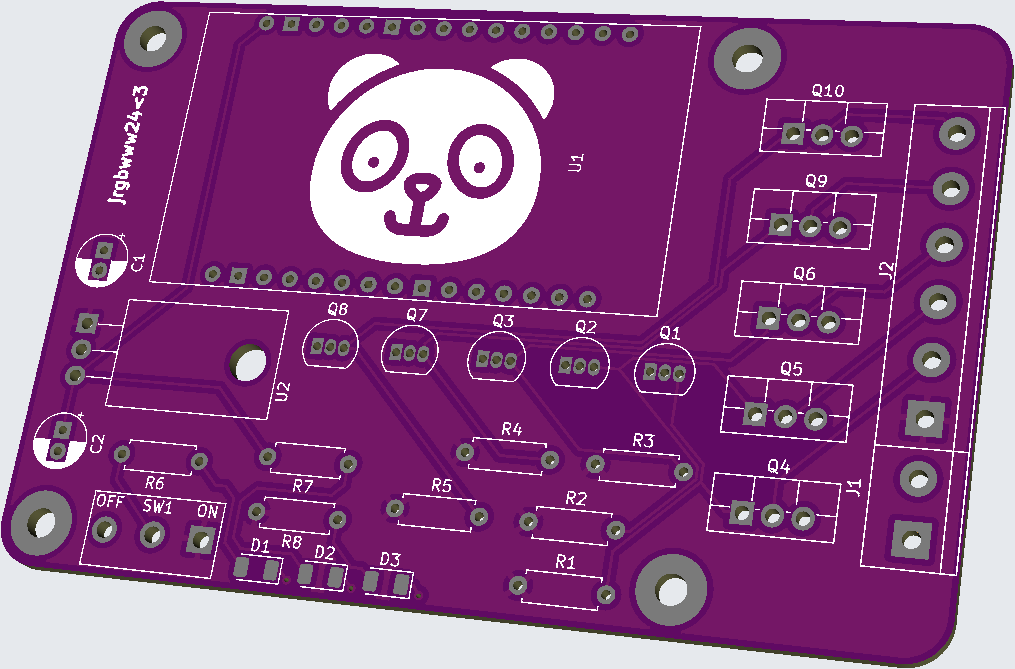 jrgbwww24<3
U1
Q10
Q9
Q6
Q5
Q4
J2
J1
+
C1
Q8
Q7
Q3
Q2
Q1
U2
+
C2
R4
R3
R6
R7
R5
R2
OFF
SW1
ON
R8
D1
D2
D3
R1